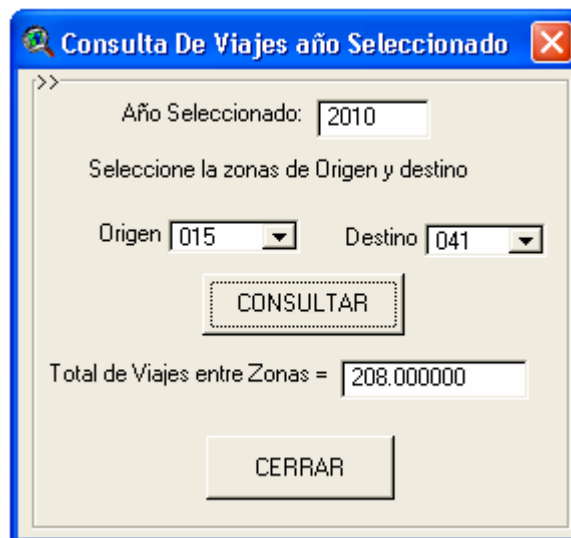 Consulta De Viajes año Seleccionado
>>
Año Seleccionado: 2010
Seleccione la zonas de Origen y destino
Origen 015 Destino 041
CONSULTAR
Total de Viajes entre Zonas = 208.000000
CERRAR